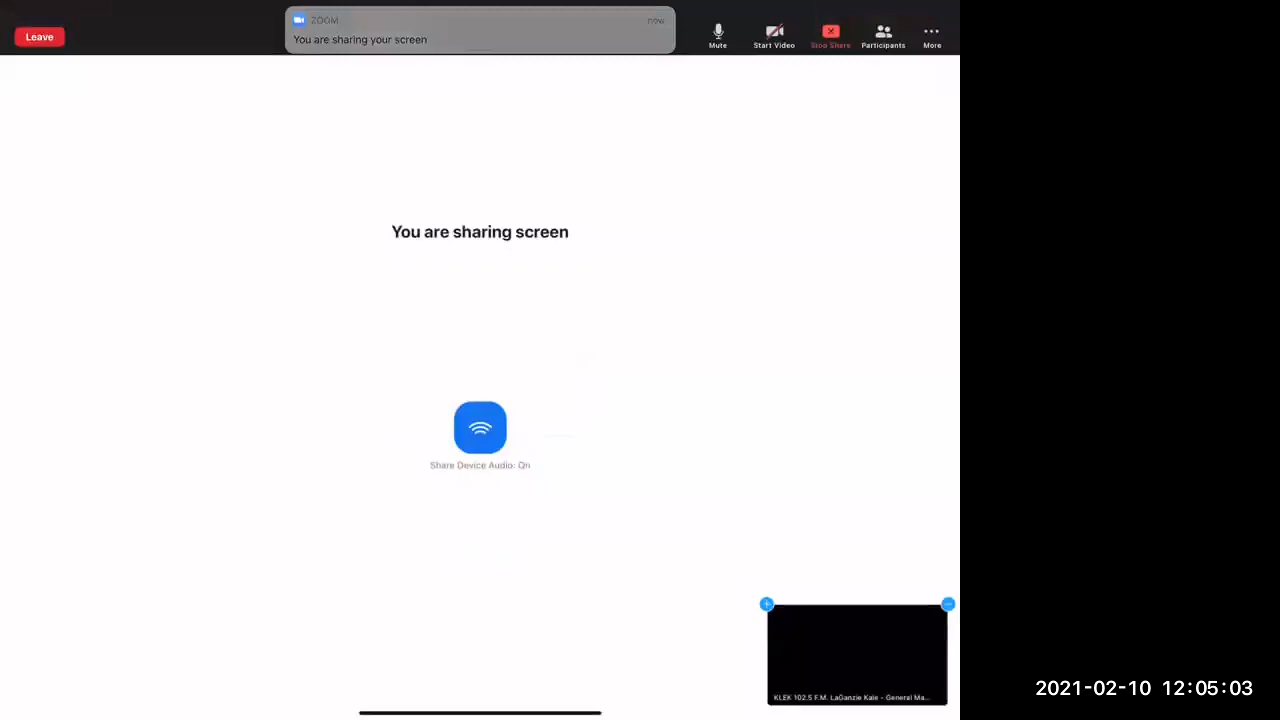 Leave
ZOOM
now
You are sharing your screen
Mute
Start Video
Stop Share
Participants
More
You are sharing screen
Share Device Audio: On
KLEK 102.5 F.M. LaGanzie Kale - General Ma...
2021-02-10 12:05:03